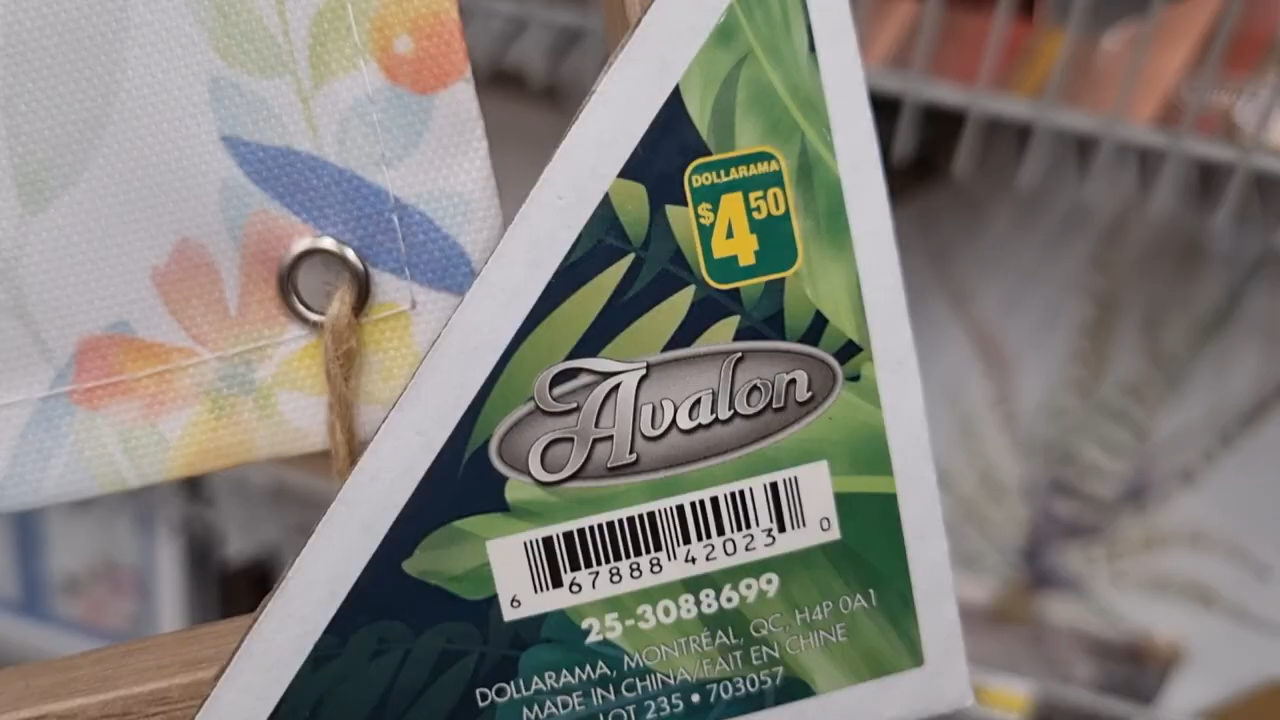 DOLLARAMA
$4.50
Avalon
6 67888 42023 0
25-3088699
DOLLARAMA, MONTRÉAL, QC, H4P 0A1
MADE IN CHINA/FAIT EN CHINE
LOT 235 • 703057